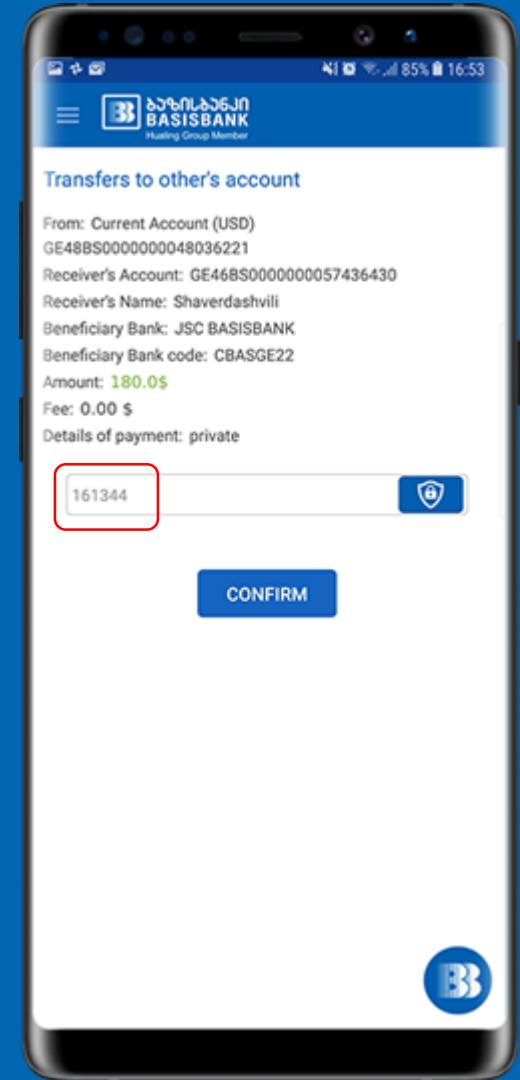 85% 16:53
ბაზისბანკი
BASISBANK
Hualing Group Member
Transfers to other's account
From: Current Account (USD)
GE48BS0000000048036221
Receiver's Account: GE46BS0000000057436430
Receiver's Name: Shaverdashvili
Beneficiary Bank: JSC BASISBANK
Beneficiary Bank code: CBASGE22
Amount: 180.0$
Fee: 0.00 $
Details of payment: private
161344
CONFIRM